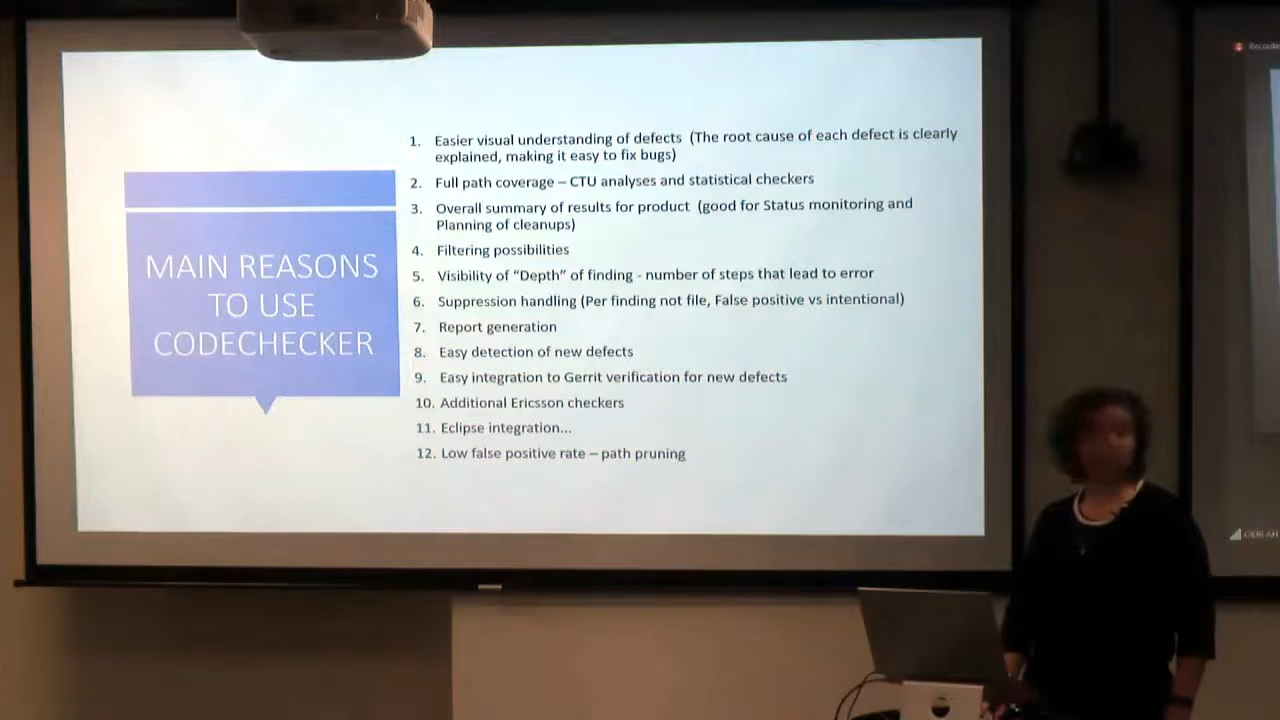 1. Easier visual understanding of defects (The root cause of each defect is clearly
explained, making it easy to fix bugs)
2. Full path coverage – CTU analyses and statistical checkers
3. Overall summary of results for product (good for Status monitoring and
Planning of cleanups)
4. Filtering possibilities
5. Visibility of “Depth” of finding - number of steps that lead to error
6. Suppression handling (Per finding not file, False positive vs intentional)
7. Report generation
8. Easy detection of new defects
9. Easy integration to Gerrit verification for new defects
10. Additional Ericsson checkers
11. Eclipse integration...
12. Low false positive rate – path pruning
MAIN REASONS
TO USE
CODECHECKER